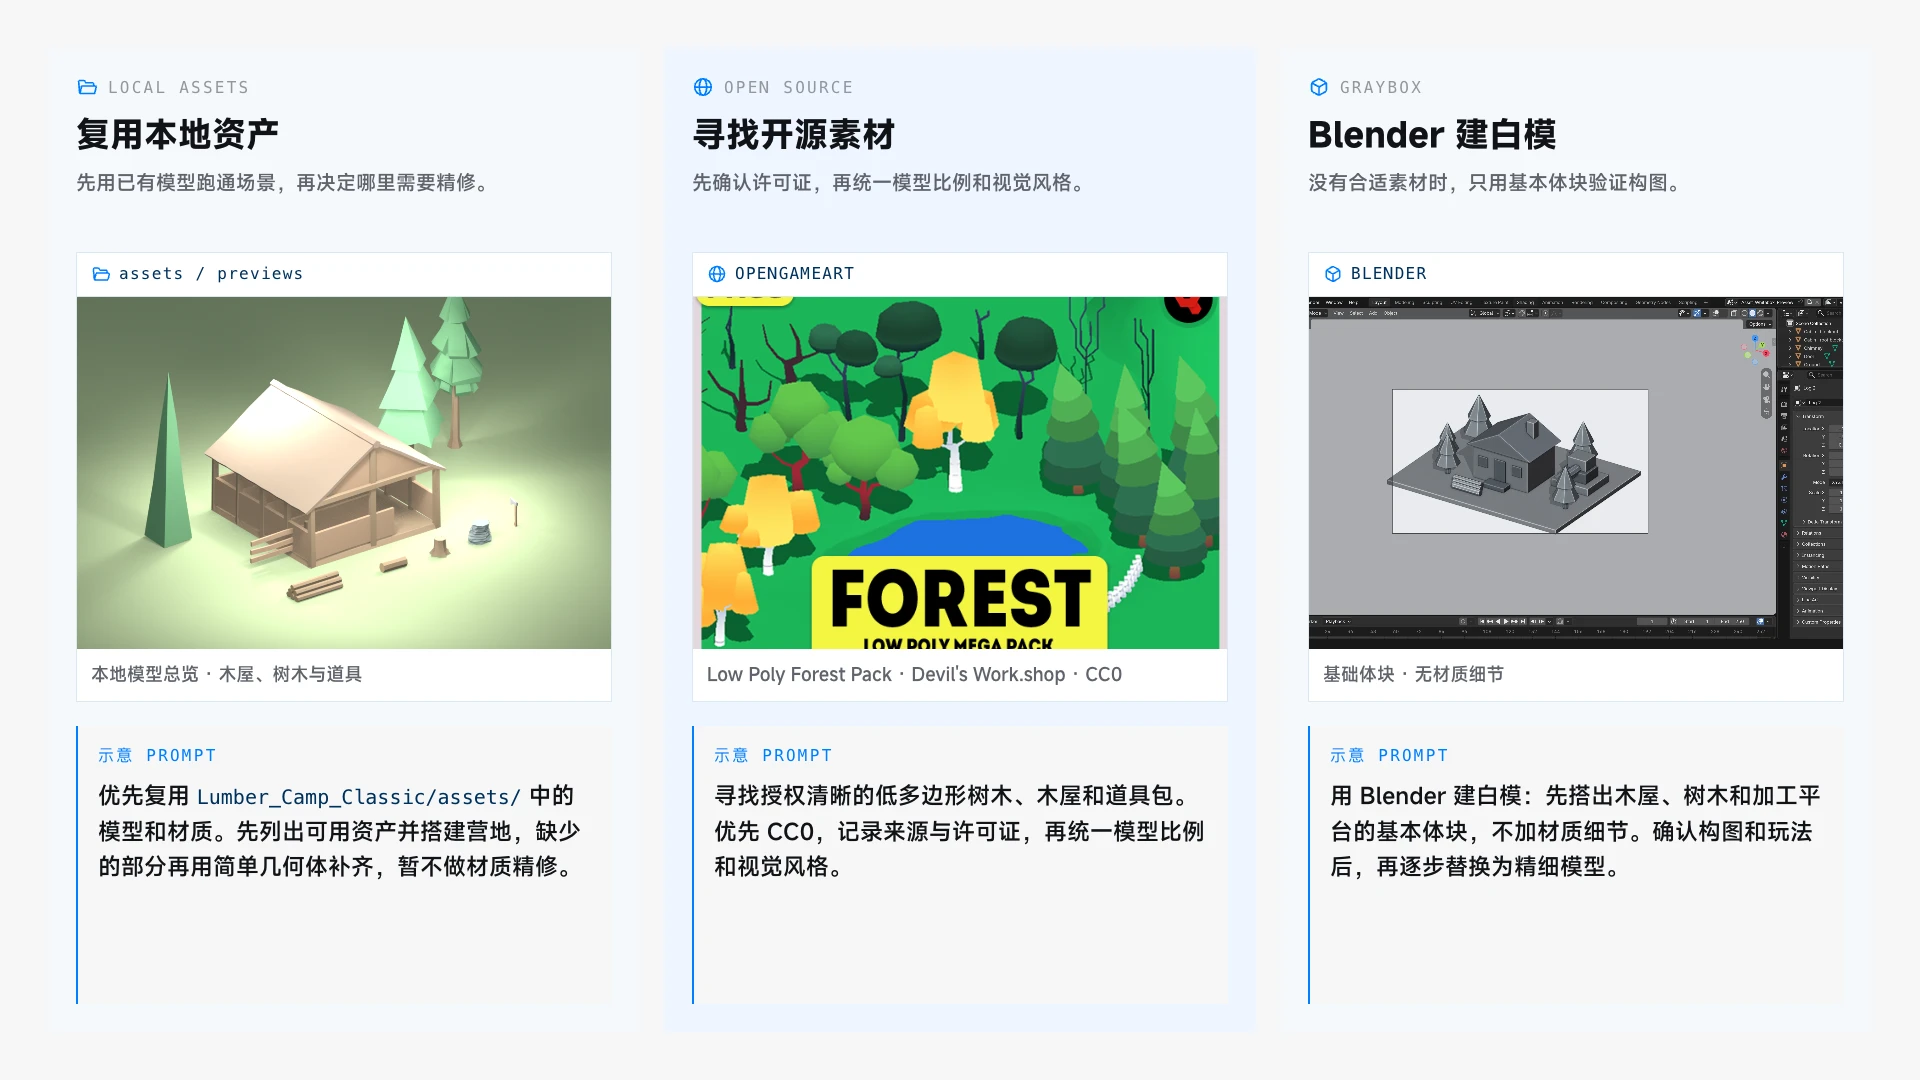 LOCAL ASSETS
复用本地资产
先用已有模型跑通场景，再决定哪里需要精修。
assets / previews
本地模型总览 · 木屋、树木与道具
示意 PROMPT
优先复用 Lumber_Camp_Classic/assets/ 中的
模型和材质。先列出可用资产并搭建营地，缺少
的部分再用简单几何体补齐，暂不做材质精修。
OPEN SOURCE
寻找开源素材
先确认许可证，再统一模型比例和视觉风格。
OPENGAMEART
FOREST
LOW POLY MEGA PACK
Low Poly Forest Pack · Devil's Work.shop · CC0
示意 PROMPT
寻找授权清晰的低多边形树木、木屋和道具包。
优先 CC0，记录来源与许可证，再统一模型比例
和视觉风格。
GRAYBOX
Blender 建白模
没有合适素材时，只用基本体块验证构图。
BLENDER
基础体块 · 无材质细节
示意 PROMPT
用 Blender 建白模：先搭出木屋、树木和加工平
台的基本体块，不加材质细节。确认构图和玩法
后，再逐步替换为精细模型。